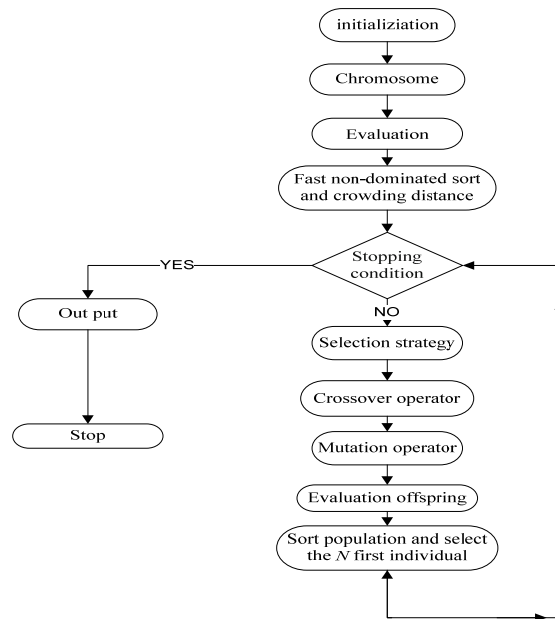 initializiation
Chromosome
Evaluation
Fast non-dominated sort
and crowding distance
Stopping
condition
YES
NO
Out put
Stop
Selection strategy
Crossover operator
Mutation operator
Evaluation offspring
Sort population and select
the N first individual